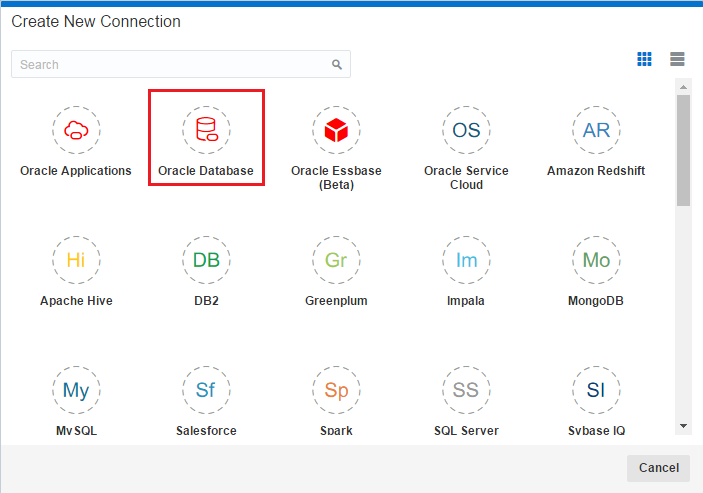 Create New Connection
Search
OS
AR
Oracle Applications
Oracle Database
Oracle Essbase
(Beta)
Oracle Service
Cloud
Amazon Redshift
Hi
DB
Gr
Im
Mo
Apache Hive
DB2
Greenplum
Impala
MongoDB
My
Sf
Sp
SS
SI
MySQL
Salesforce
Spark
SQL Server
Sybase IQ
Cancel